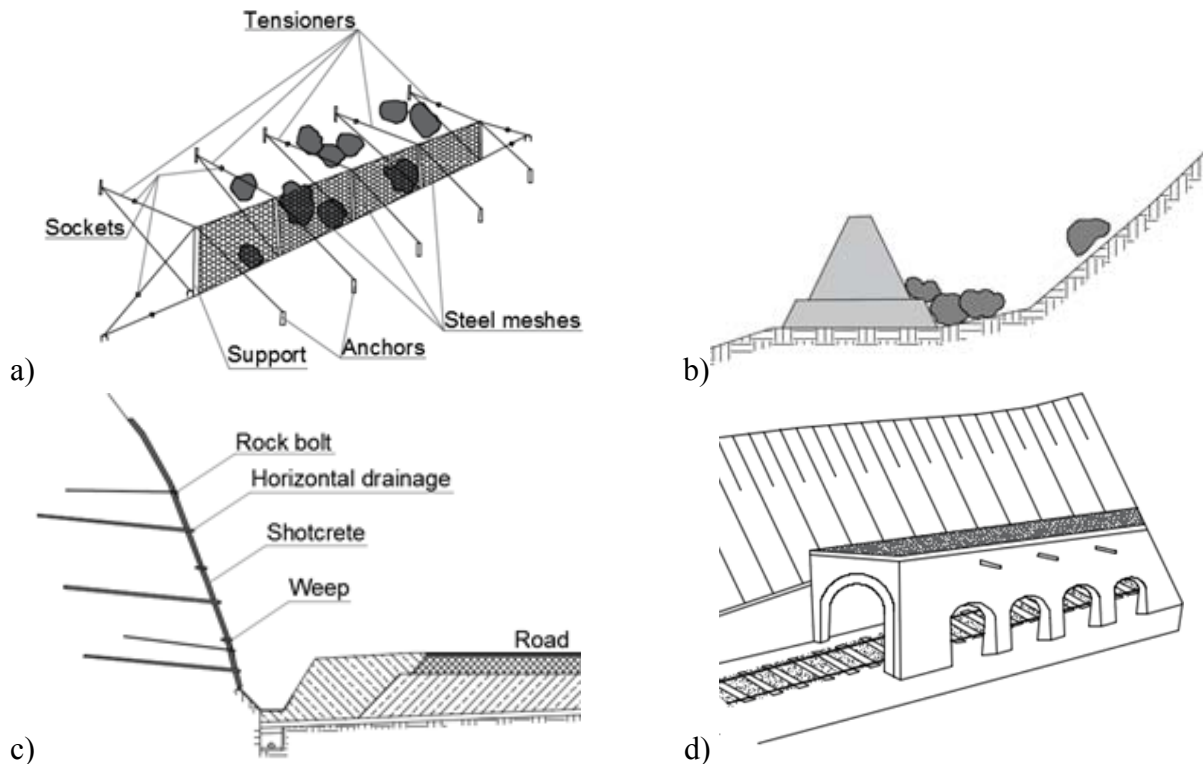 Tensioners
Sockets
Steel meshes
Support
Anchors
a)
b)
Rock bolt
Horizontal drainage
Shotcrete
Weep
Road
c)
d)